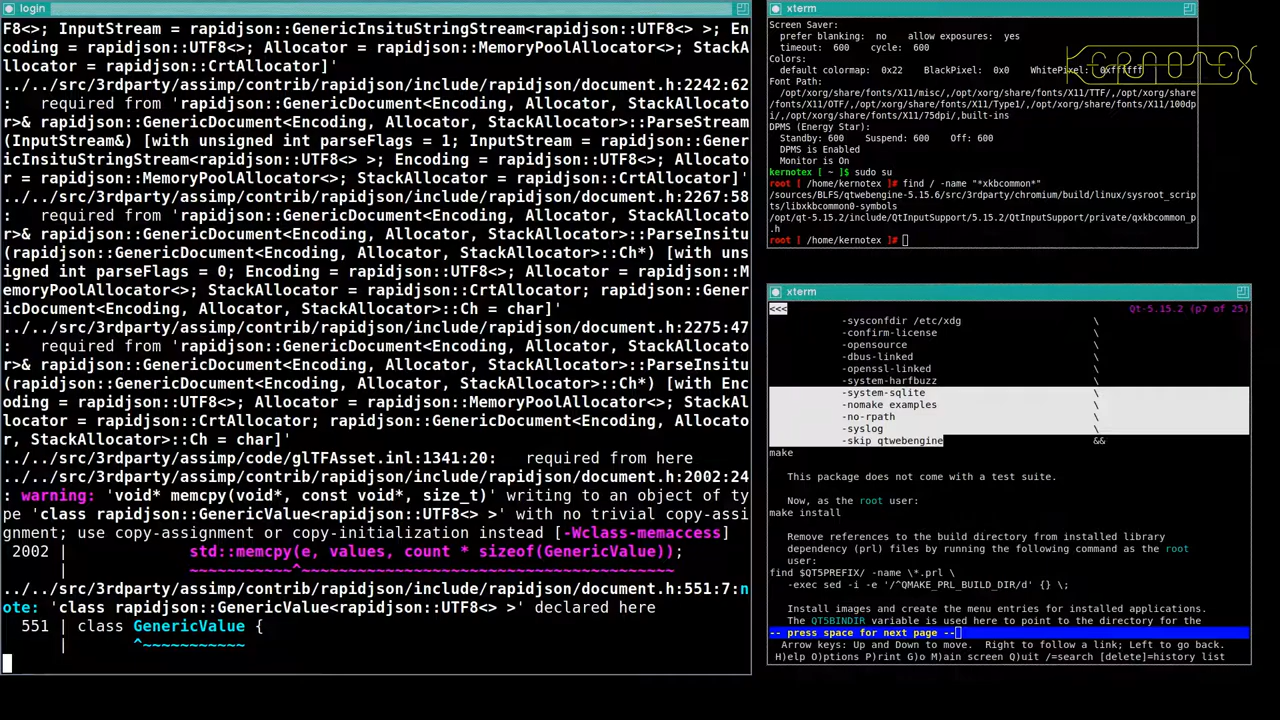 login
F8<>; InputStream = rapidjson::GenericInsituStringStream<rapidjson::UTF8<> >; En
coding = rapidjson::UTF8<>; Allocator = rapidjson::MemoryPoolAllocator<>; StackA
llocator = rapidjson::CrtAllocator]'
../../src/3rdparty/assimp/contrib/rapidjson/include/rapidjson/document.h:2242:62
:   required from 'rapidjson::GenericDocument<Encoding, Allocator, StackAllocato
r>& rapidjson::GenericDocument<Encoding, Allocator, StackAllocator>::ParseStream
(InputStream&) [with unsigned int parseFlags = 1; InputStream = rapidjson::Gener
icInsituStringStream<rapidjson::UTF8<> >; Encoding = rapidjson::UTF8<>; Allocato
r = rapidjson::MemoryPoolAllocator<>; StackAllocator = rapidjson::CrtAllocator]'
../../src/3rdparty/assimp/contrib/rapidjson/include/rapidjson/document.h:2267:58
:   required from 'rapidjson::GenericDocument<Encoding, Allocator, StackAllocato
r>& rapidjson::GenericDocument<Encoding, Allocator, StackAllocator>::ParseInsitu
(rapidjson::GenericDocument<Encoding, Allocator, StackAllocator>::Ch*) [with uns
igned int parseFlags = 0; Encoding = rapidjson::UTF8<>; Allocator = rapidjson::M
emoryPoolAllocator<>; StackAllocator = rapidjson::CrtAllocator; rapidjson::Gener
icDocument<Encoding, Allocator, StackAllocator>::Ch = char]'
../../src/3rdparty/assimp/contrib/rapidjson/include/rapidjson/document.h:2275:47
:   required from 'rapidjson::GenericDocument<Encoding, Allocator, StackAllocato
r>& rapidjson::GenericDocument<Encoding, Allocator, StackAllocator>::ParseInsitu
(rapidjson::GenericDocument<Encoding, Allocator, StackAllocator>::Ch*) [with Enc
oding = rapidjson::UTF8<>; Allocator = rapidjson::MemoryPoolAllocator<>; StackAl
locator = rapidjson::CrtAllocator; rapidjson::GenericDocument<Encoding, Allocato
r, StackAllocator>::Ch = char]'
../../src/3rdparty/assimp/code/glTFAsset.inl:1341:20:   required from here
../../src/3rdparty/assimp/contrib/rapidjson/include/rapidjson/document.h:2002:24
: warning: 'void* memcpy(void*, const void*, size_t)' writing to an object of ty
pe 'class rapidjson::GenericValue<rapidjson::UTF8<> >' with no trivial copy-assi
gnment; use copy-assignment or copy-initialization instead [-Wclass-memaccess]
 2002 |             std::memcpy(e, values, count * sizeof(GenericValue));
      |             ~~~~~~~~~~~^~~~~~~~~~~~~~~~~~~~~~~~~~~~~~~~~~~~~~~~~
../../src/3rdparty/assimp/contrib/rapidjson/include/rapidjson/document.h:551:7:n
ote: 'class rapidjson::GenericValue<rapidjson::UTF8<> >' declared here
  551 | class GenericValue {
      |       ^~~~~~~~~~~~
xterm
Screen Saver:
  prefer blanking:  no    allow exposures:  yes
  timeout:  600    cycle:  600
Colors:
  default colormap:  0x22    BlackPixel:  0x0    WhitePixel:  0xffffff
KERNOTEX
Font Path:
  /opt/xorg/share/fonts/X11/misc/,/opt/xorg/share/fonts/X11/TTF/,/opt/xorg/share
/fonts/X11/OTF/,/opt/xorg/share/fonts/X11/Type1/,/opt/xorg/share/fonts/X11/100dp
i/,/opt/xorg/share/fonts/X11/75dpi/,built-ins
DPMS (Energy Star):
  Standby: 600    Suspend: 600    Off: 600
  DPMS is Enabled
  Monitor is On
kernotex [ ~ ]$ sudo su
root [ /home/kernotex ]# find / -name "*xkbcommon*"
/sources/BLFS/qtwebengine-5.15.6/src/3rdparty/chromium/build/linux/sysroot_scrip
ts/libxkbcommon0-symbols
/opt/qt-5.15.2/include/QtInputSupport/5.15.2/QtInputSupport/private/qxkbcommon_p
.h
root [ /home/kernotex ]#
xterm
<<<    Qt-5.15.2 (p7 of 25)
-sysconfdir /etc/xdg \
-confirm-license \
-opensource \
-dbus-linked \
-openssl-linked \
-system-harfbuzz \
-system-sqlite \
-nomake examples \
-no-rpath \
-syslog \
-skip qtwebengine &&
make
This package does not come with a test suite.
Now, as the root user:
make install
Remove references to the build directory from installed library
dependency (prl) files by running the following command as the root
user:
find $QT5PREFIX/ -name \*.prl \
   -exec sed -i -e '/^QMAKE_PRL_BUILD_DIR/d' {} \;
Install images and create the menu entries for installed applications.
The QT5BINDIR variable is used here to point to the directory for the
-- press space for next page --
  Arrow keys: Up and Down to move.  Right to follow a link; Left to go back.
 H)elp O)ptions P)rint G)o M)ain screen Q)uit /=search [delete]=history list